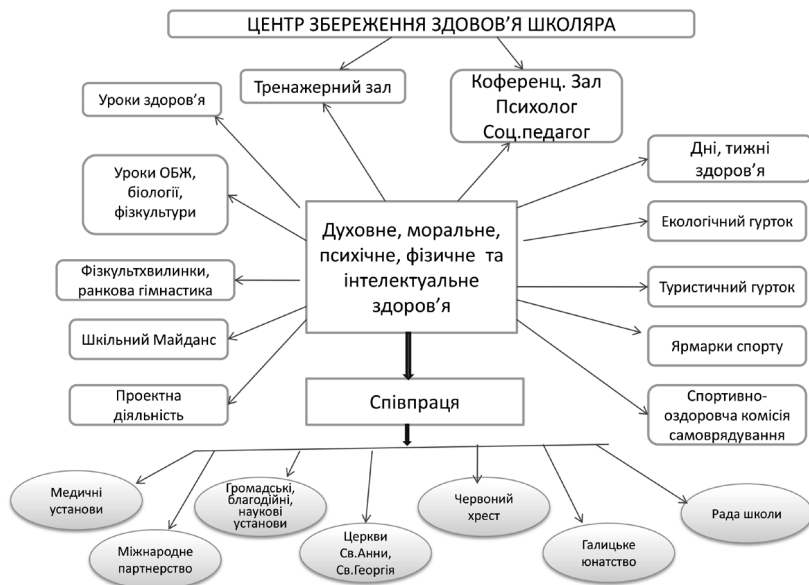 ЦЕНТР ЗБЕРЕЖЕННЯ ЗДОВОВ’Я ШКОЛЯРА
Тренажерний зал
Коференц. Зал
Психолог
Соц.педагог
Уроки здоров’я
Уроки ОБЖ,
біології,
фізкультури
Фізкультхвилинки,
ранкова гімнастика
Шкільний Майданс
Проектна
діяльність
Духовне, моральне,
психічне, фізичне та
інтелектуальне
здоров’я
Дні, тижні
здоров’я
Екологічний гурток
Туристичний гурток
Ярмарки спорту
Спортивно-
оздоровча комісія
самоврядування
Співпраця
Медичні
установи
Міжнародне
партнерство
Громадські,
благодійні,
наукові
установи
Церкви
Св.Анни,
Св.Георгія
Червоний
хрест
Галицьке
юнатство
Рада школи